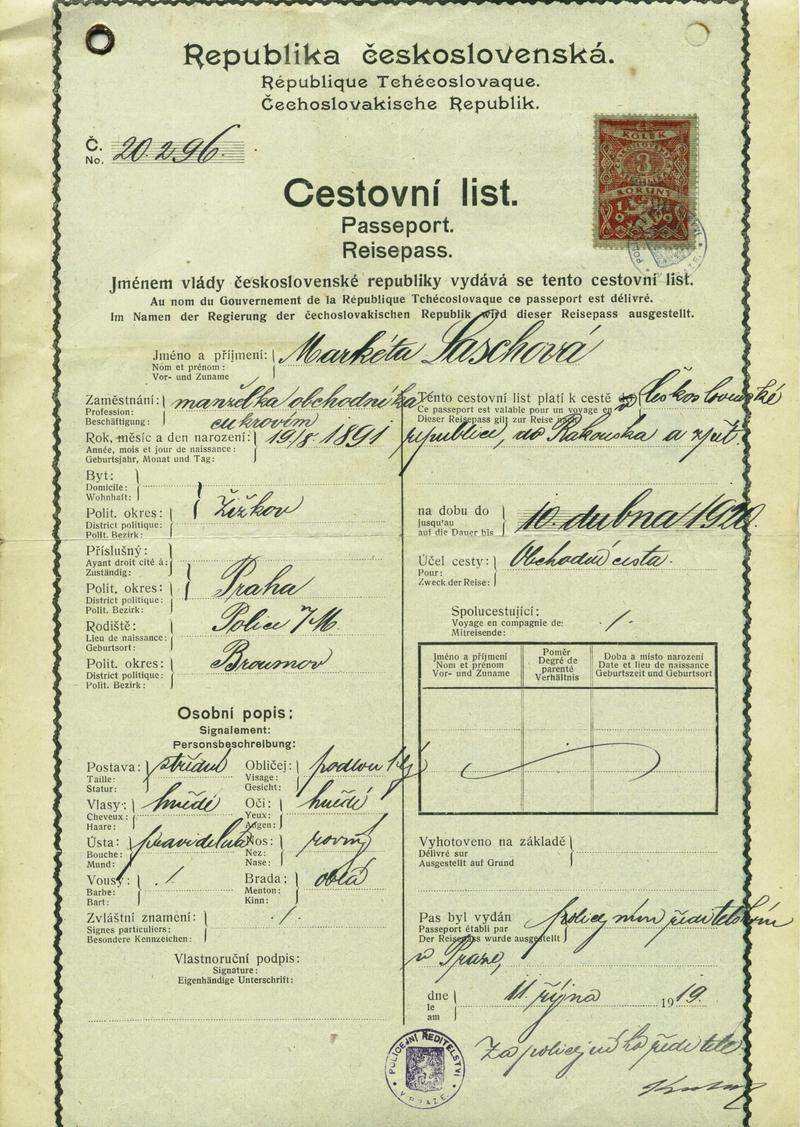 Republika československá.
République Tchécoslovaque.
Čechoslovakische Republik.
Č.
No. 20.296.
KOLEK
3
KORUNY
1919
Cestovní list.
Passeport.
Reisepass.
Jménem vlády československé republiky vydává se tento cestovní list.
Au nom du Gouvernement de la République Tchécoslovaque ce passeport est délivré.
Im Namen der Regierung der čechoslovakischen Republik wird dieser Reisepass ausgestellt.
Jméno a příjmení: Markéta Saschová
Nom et prénom:
Vor- und Zuname
Zaměstnání: manželka obchodníka
Profession:
Beschäftigung: cukrovím
Rok, měsíc a den narození: 19/8. 1891
Année, mois et jour de naissance:
Geburtsjahr, Monat und Tag:
Byt:
Domicile:
Wohnhaft:
Polit. okres: Žižkov
District politique:
Polit. Bezirk:
Příslušný:
Ayant droit cité à:
Zuständig:
Polit. okres: Praha
District politique:
Polit. Bezirk:
Rodiště: Police n/M.
Lieu de naissance:
Geburtsort:
Polit. okres: Broumov
District politique:
Polit. Bezirk:
Osobní popis:
Signalement:
Personsbeschreibung:
Postava: střední Obličej: podlouhlý
Taille: Visage:
Statur: Gesicht:
Vlasy: hnědé Oči: hnědé
Cheveux: Yeux:
Haare: Augen:
Ústa: pravidelná Nos: rovný
Bouche: Nez:
Mund: Nase:
Vousy: ./. Brada: oblá
Barbe: Menton:
Bart: Kinn:
Zvláštní znamení: ./.
Signes particuliers:
Besondere Kennzeichen:
Vlastnoruční podpis:
Signature:
Eigenhändige Unterschrift:
Tento cestovní list platí k cestě do Československé
Ce passeport est valable pour un voyage en
Dieser Reisepass gilt zur Reise
republice, do Rakouska a zpět.
na dobu do 10. dubna 1920.
jusqu'au
auf die Dauer bis
Účel cesty: Obchodní cesta.
Pour:
Zweck der Reise:
Spolucestující:
Voyage en compagnie de: ./.
Mitreisende:
Jméno a příjmení
Nom et prénom
Vor- und Zuname
Poměr
Degré de
parenté
Verhältnis
Doba a místo narození
Date et lieu de naissance
Geburtszeit und Geburtsort
Vyhotoveno na základě
Délivré sur
Ausgestellt auf Grund
Pas byl vydán policejním ředitelstvím
Passeport établi par
Der Reisepass wurde ausgestellt
v Praze,
dne 11. října 1919.
le
am
Za policejního ředitele
POLICEJNÍ ŘEDITELSTVÍ
V PRAZE